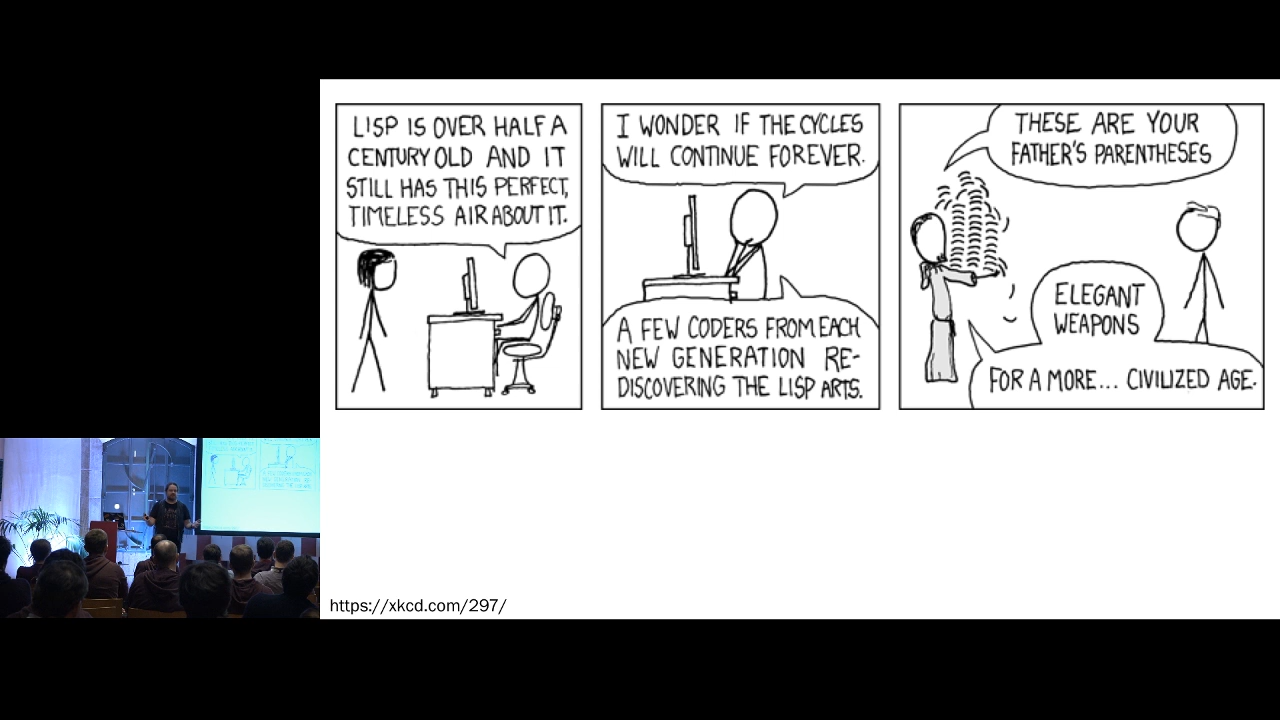 LISP IS OVER HALF A
CENTURY OLD AND IT
STILL HAS THIS PERFECT,
TIMELESS AIR ABOUT IT.
I WONDER IF THE CYCLES
WILL CONTINUE FOREVER.
A FEW CODERS FROM EACH
NEW GENERATION RE-
DISCOVERING THE LISP ARTS.
THESE ARE YOUR
FATHER'S PARENTHESES
ELEGANT
WEAPONS
FOR A MORE... CIVILIZED AGE.
https://xkcd.com/297/